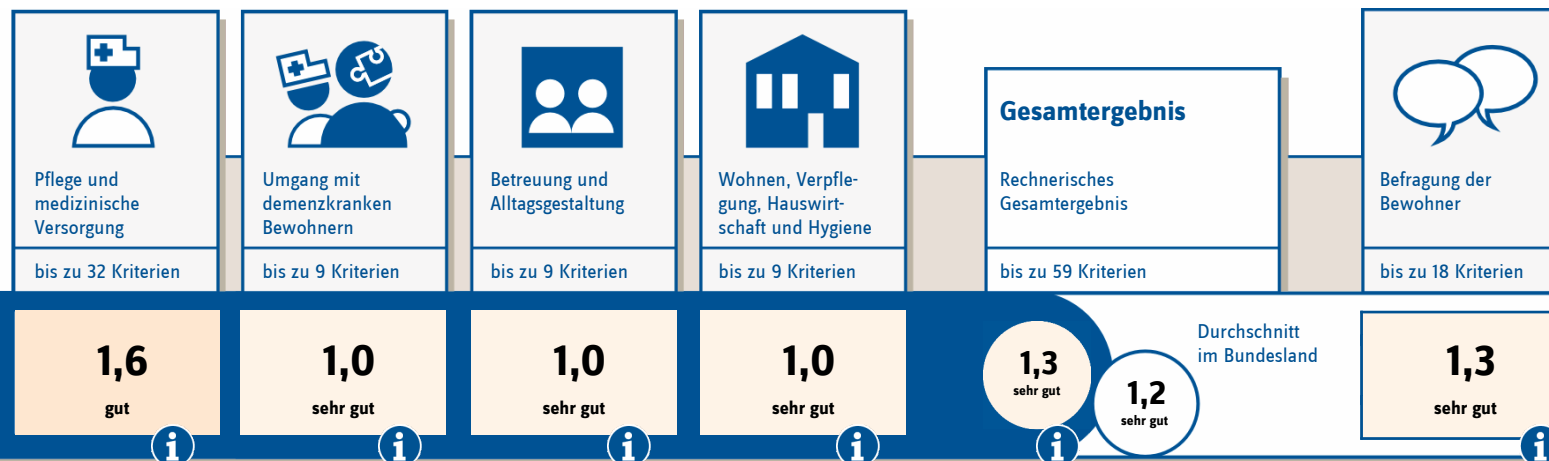 Pflege und
medizinische
Versorgung
bis zu 32 Kriterien
1,6
gut
i
Umgang mit
demenzkranken
Bewohnern
bis zu 9 Kriterien
1,0
sehr gut
i
Betreuung und
Alltagsgestaltung
bis zu 9 Kriterien
1,0
sehr gut
i
Wohnen, Verpfle-
gung, Hauswirt-
schaft und Hygiene
bis zu 9 Kriterien
1,0
sehr gut
i
Gesamtergebnis
Rechnerisches
Gesamtergebnis
bis zu 59 Kriterien
1,3
sehr gut
i
Durchschnitt
im Bundesland
1,2
sehr gut
Befragung der
Bewohner
bis zu 18 Kriterien
1,3
sehr gut
i